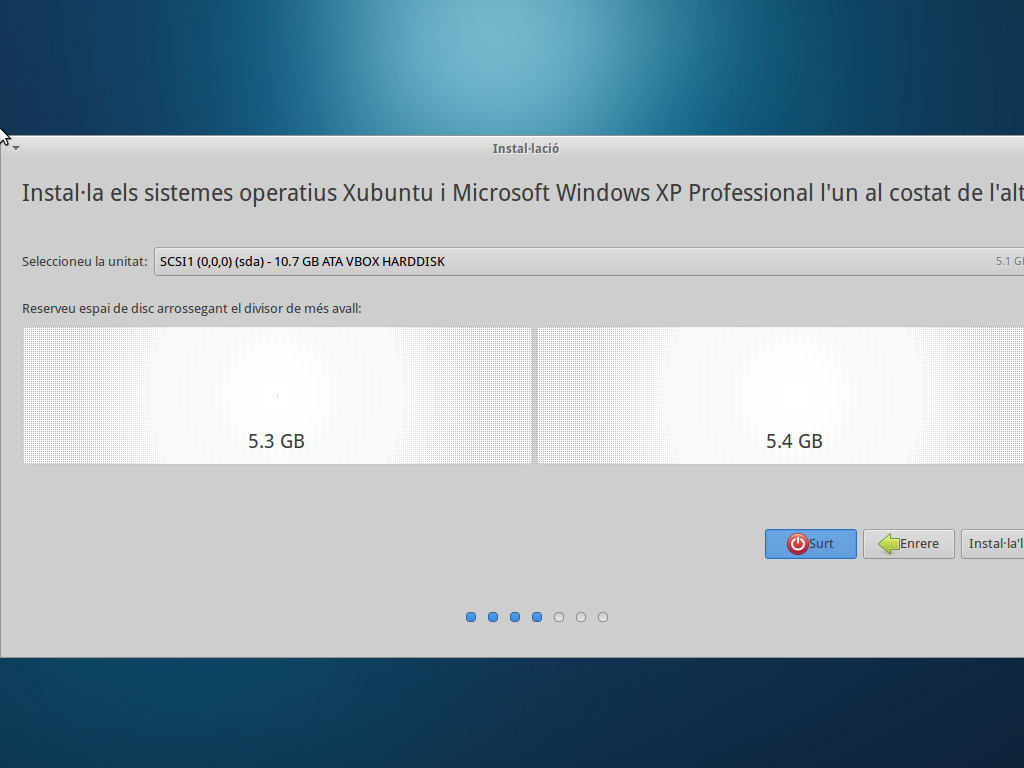 Instal·lació
Instal·la els sistemes operatius Xubuntu i Microsoft Windows XP Professional l'un al costat de l'alt
Seleccioneu la unitat: SCSI1 (0,0,0) (sda) - 10.7 GB ATA VBOX HARDDISK 5.1 GB
Reserveu espai de disc arrossegant el divisor de més avall:
5.3 GB 5.4 GB
Surt Enrere Instal·la'l